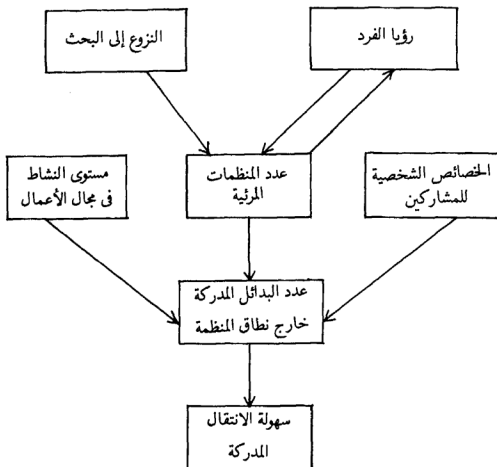 رؤيا الفرد
النزوع إلى البحث
الخصائص الشخصية
للمشاركين
عدد المنظمات
المرئية
مستوى النشاط
فى مجال الأعمال
عدد البدائل المدركة
خارج نطاق المنظمة
سهولة الانتقال
المدركة